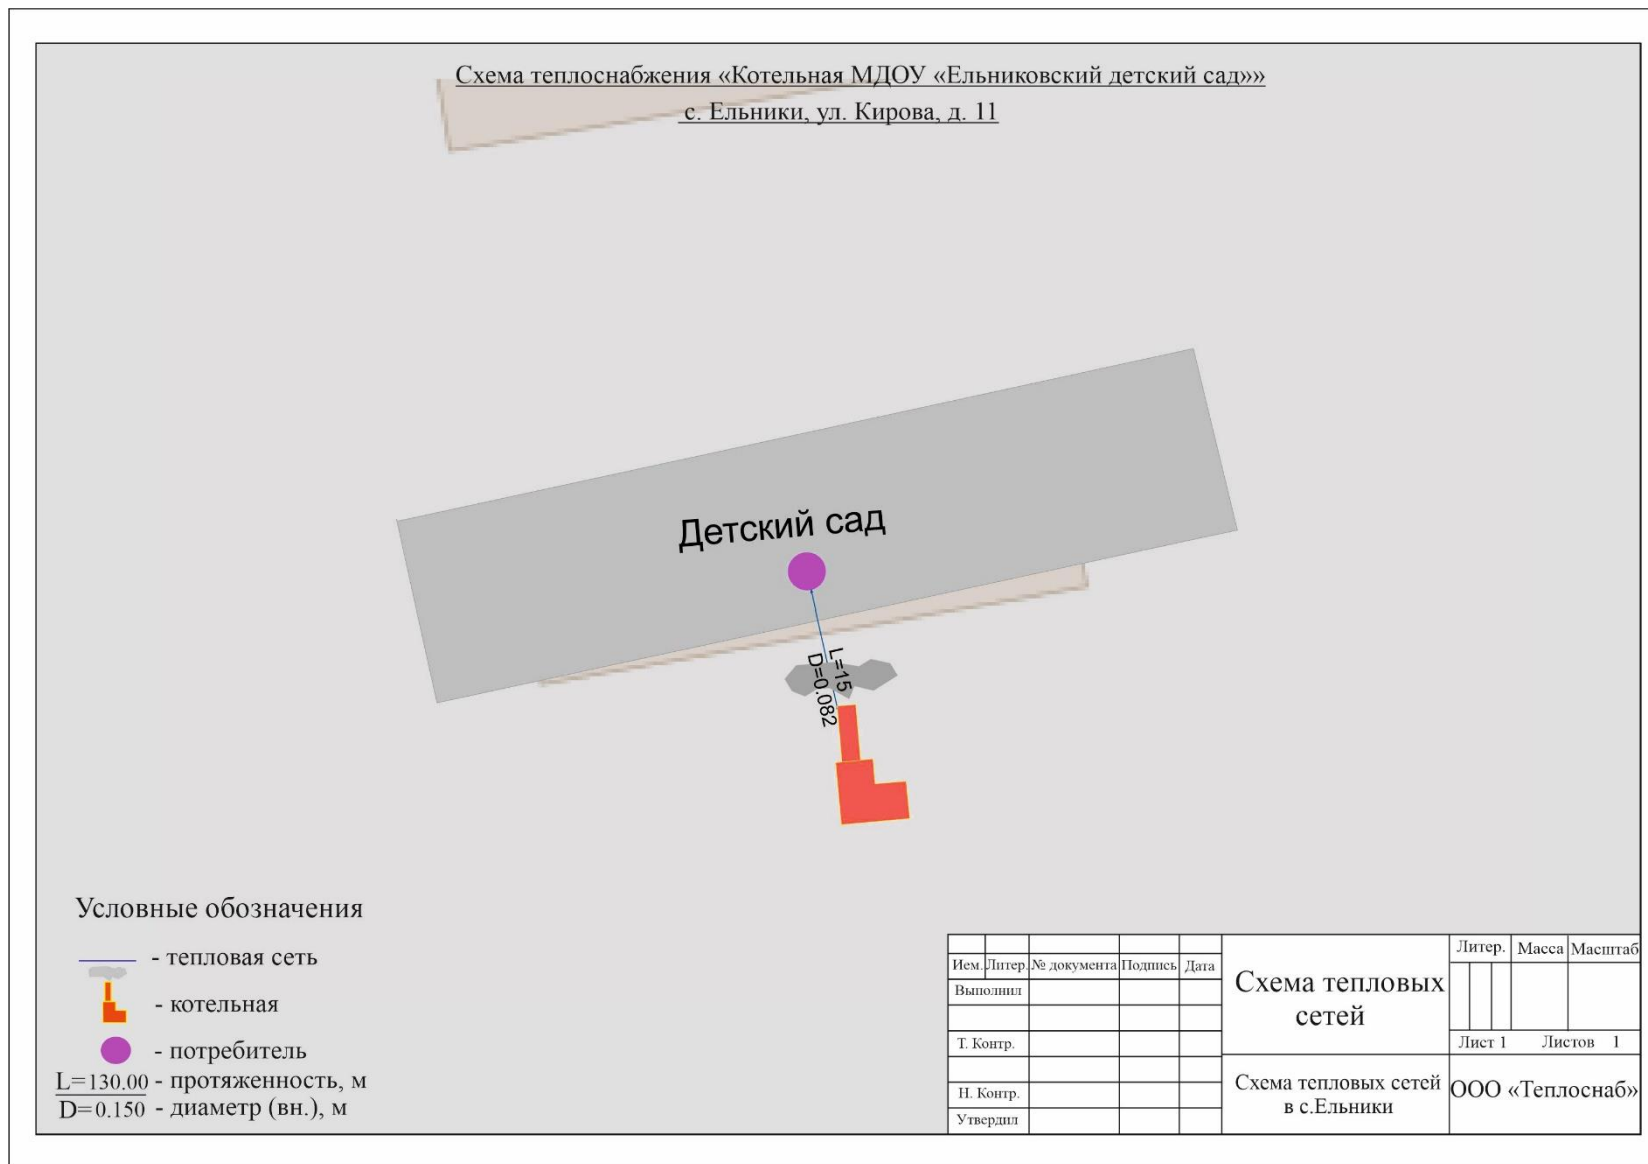 Схема теплоснабжения «Котельная МДОУ «Ельниковский детский сад»»
с. Ельники, ул. Кирова, д. 11
Детский сад
L=15
D=0.082
Условные обозначения
- тепловая сеть
- котельная
- потребитель
L=130.00 - протяженность, м
D=0.150 - диаметр (вн.), м
Ием. Литер. № документа Подпись Дата
Выполнил
Т. Контр.
Н. Контр.
Утвердил
Схема тепловых
сетей
Схема тепловых сетей
в с.Ельники
Литер. Масса Масштаб
Лист 1 Листов 1
ООО «Теплоснаб»